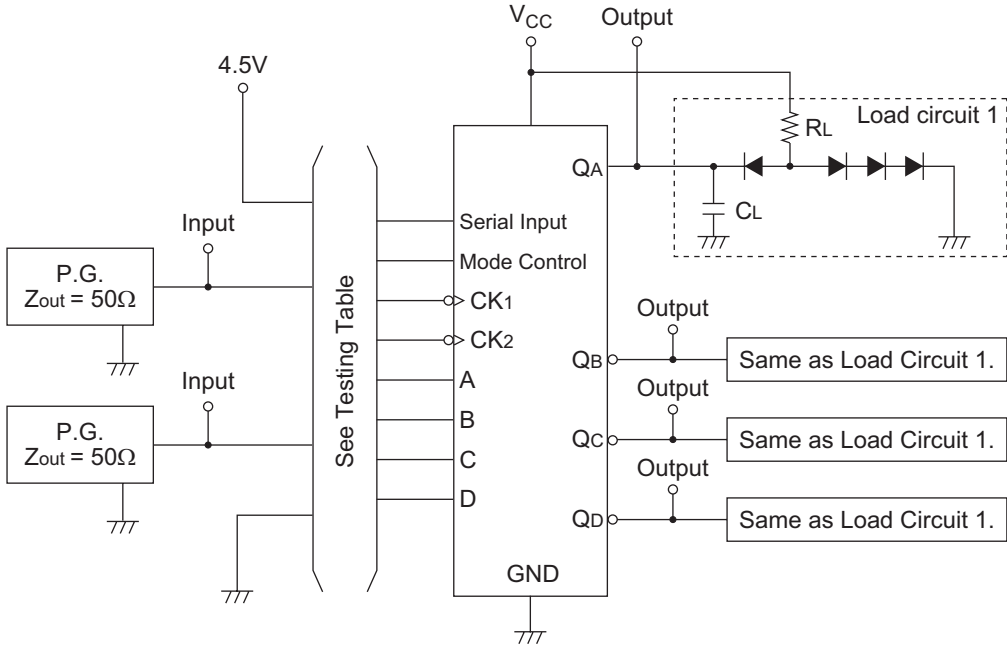 VCC
Output
4.5V
Load circuit 1
RL
QA
CL
Input
Serial Input
Mode Control
P.G.
Zout = 50Ω
CK1
CK2
See Testing Table
Output
QB
Same as Load Circuit 1.
Input
A
Output
B
P.G.
Zout = 50Ω
QC
Same as Load Circuit 1.
C
Output
D
QD
Same as Load Circuit 1.
GND